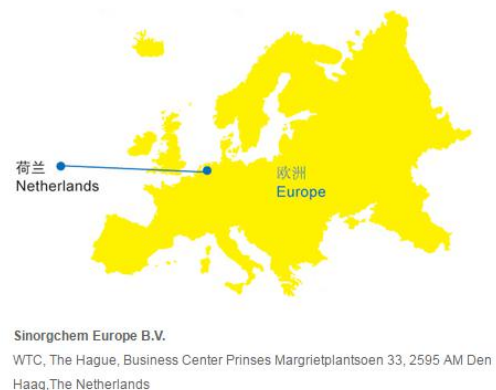 荷兰
Netherlands
欧洲
Europe
Sinorgchem Europe B.V.
WTC, The Hague, Business Center Prinses Margrietplantsoen 33, 2595 AM Den
Haag,The Netherlands